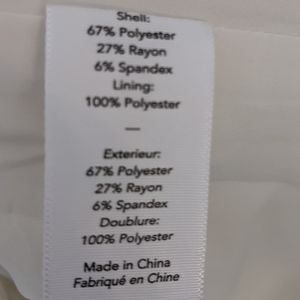 Shell:
67% Polyester
27% Rayon
6% Spandex
Lining:
100% Polyester
—
Exterieur:
67% Polyester
27% Rayon
6% Spandex
Doublure:
100% Polyester
Made in China
Fabriqué en Chine